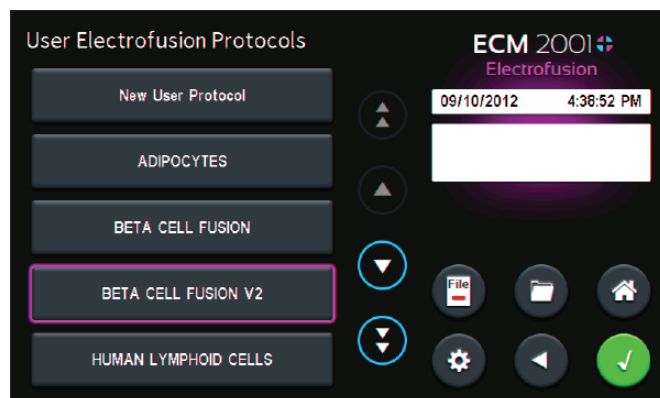 User Electrofusion Protocols
New User Protocol
ADIPOCYTES
BETA CELL FUSION
BETA CELL FUSION V2
HUMAN LYMPHOID CELLS
ECM 2001
Electrofusion
09/10/2012 4:38:52 PM
File